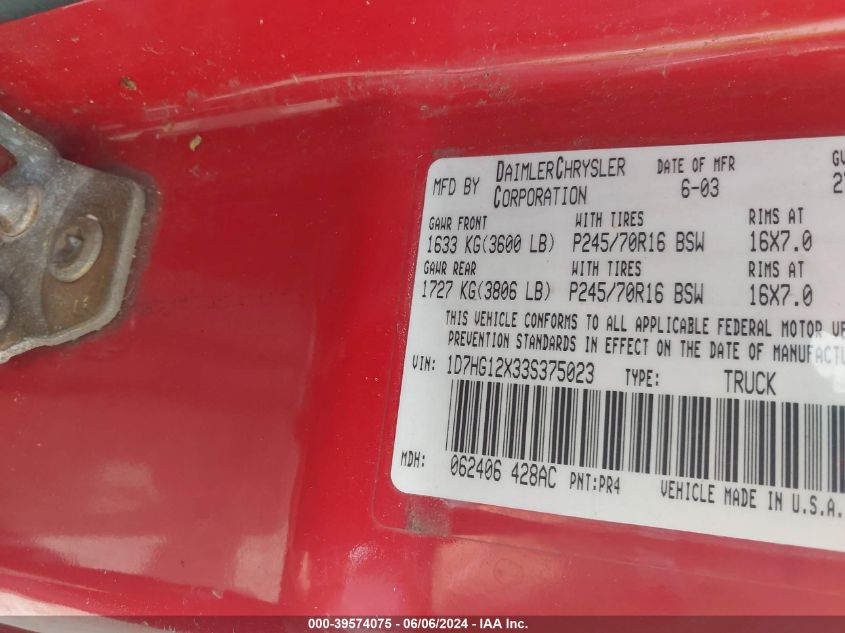 MFD BY DAIMLERCHRYSLER CORPORATION DATE OF MFR 6-03
GAWR FRONT WITH TIRES RIMS AT
1633 KG(3600 LB) P245/70R16 BSW 16X7.0
GAWR REAR WITH TIRES RIMS AT
1727 KG(3806 LB) P245/70R16 BSW 16X7.0
THIS VEHICLE CONFORMS TO ALL APPLICABLE FEDERAL MOTOR
PREVENTION STANDARDS IN EFFECT ON THE DATE OF
VIN: 1D7HG12X33S375023 TYPE: TRUCK
MDH: 062406 428AC PNT:PR4 VEHICLE MADE IN U.S.A.
000-39574075 - 06/06/2024 - IAA Inc.